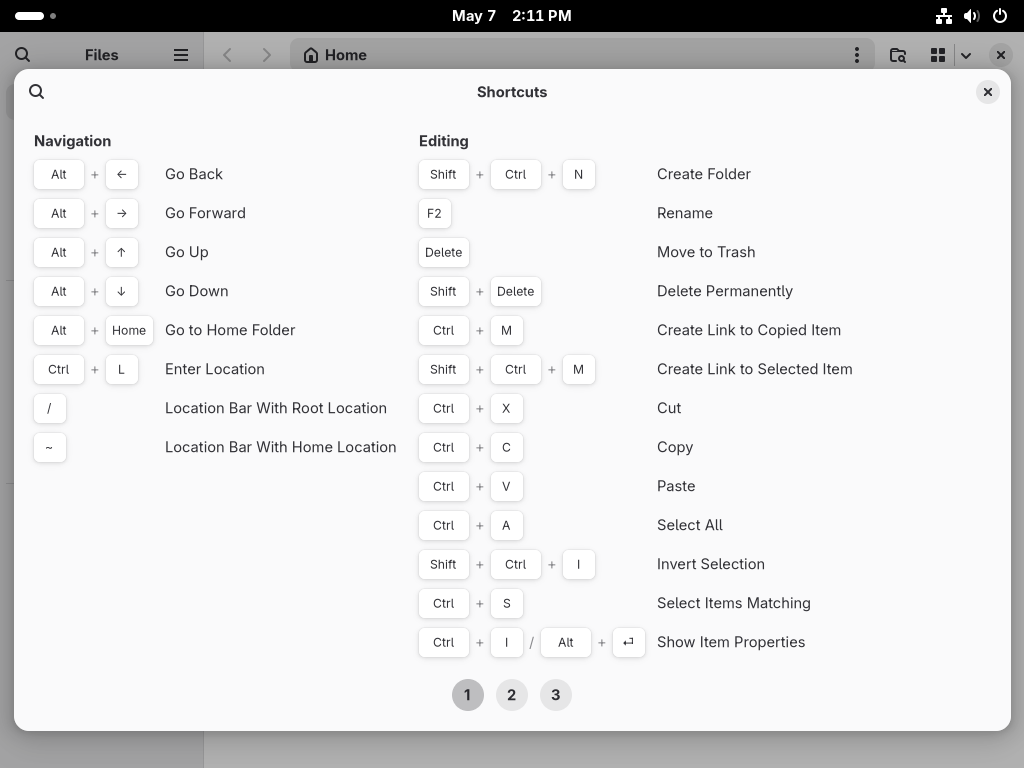 May 7 2:11 PM
Files
Home
Shortcuts
Navigation
Alt + ← Go Back
Alt + → Go Forward
Alt + ↑ Go Up
Alt + ↓ Go Down
Alt + Home Go to Home Folder
Ctrl + L Enter Location
/ Location Bar With Root Location
~ Location Bar With Home Location
Editing
Shift + Ctrl + N Create Folder
F2 Rename
Delete Move to Trash
Shift + Delete Delete Permanently
Ctrl + M Create Link to Copied Item
Shift + Ctrl + M Create Link to Selected Item
Ctrl + X Cut
Ctrl + C Copy
Ctrl + V Paste
Ctrl + A Select All
Shift + Ctrl + I Invert Selection
Ctrl + S Select Items Matching
Ctrl + I / Alt + ⏎ Show Item Properties
1 2 3